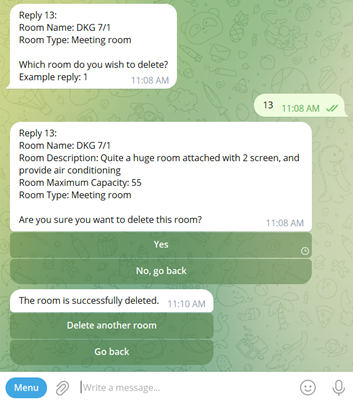 Reply 13:
Room Name: DKG 7/1
Room Type: Meeting room
Which room do you wish to delete?
Example reply: 1
11:08 AM
13 11:08 AM
Reply 13:
Room Name: DKG 7/1
Room Description: Quite a huge room attached with 2 screen, and
provide air conditioning
Room Maximum Capacity: 55
Room Type: Meeting room
Are you sure you want to delete this room?
11:08 AM
Yes
No, go back
The room is successfully deleted. 11:10 AM
Delete another room
Go back
Menu Write a message...